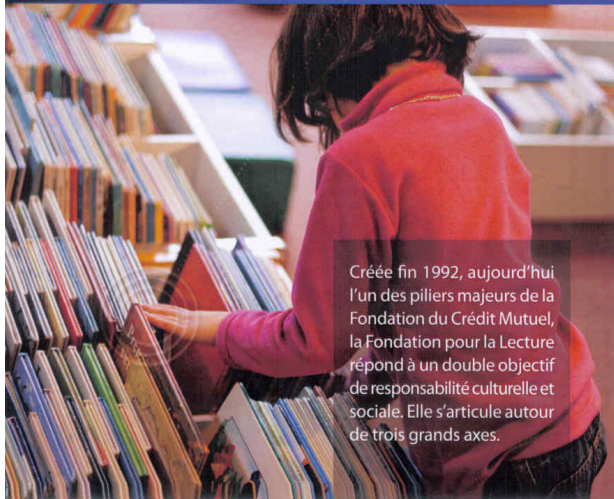 Créée fin 1992, aujourd'hui
l'un des piliers majeurs de la
Fondation du Crédit Mutuel,
la Fondation pour la Lecture
répond à un double objectif
de responsabilité culturelle et
sociale. Elle s'articule autour
de trois grands axes.